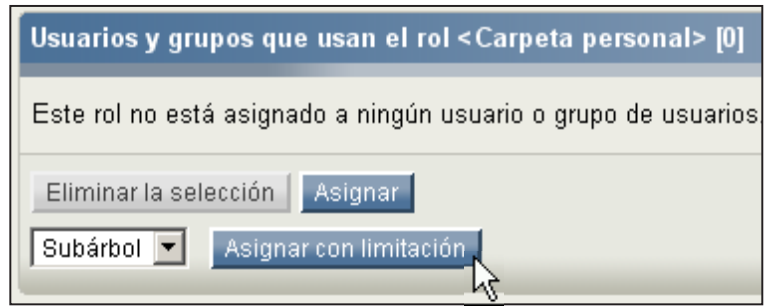 Usuarios y grupos que usan el rol <Carpeta personal> [0]
Este rol no está asignado a ningún usuario o grupo de usuarios.
Eliminar la selección Asignar
Subárbol Asignar con limitación